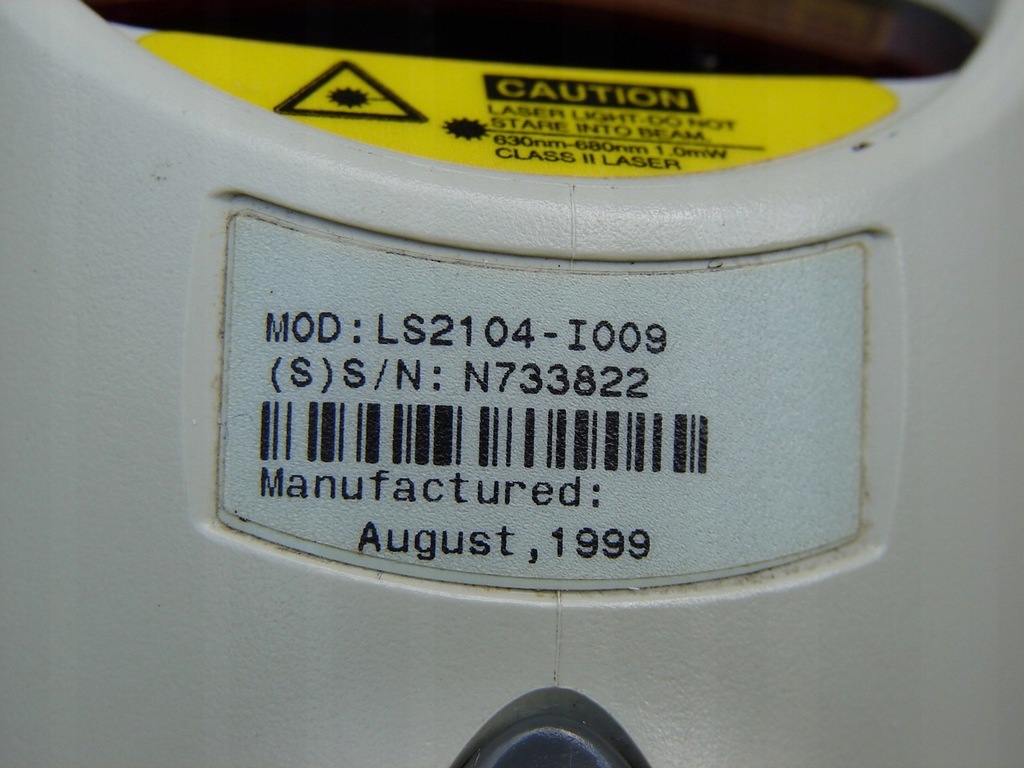 CAUTION
LASER LIGHT-DO NOT
STARE INTO BEAM.
630nm-680nm 1.0mW
CLASS II LASER
MOD:LS2104-I009
(S)S/N: N733822
Manufactured:
August,1999